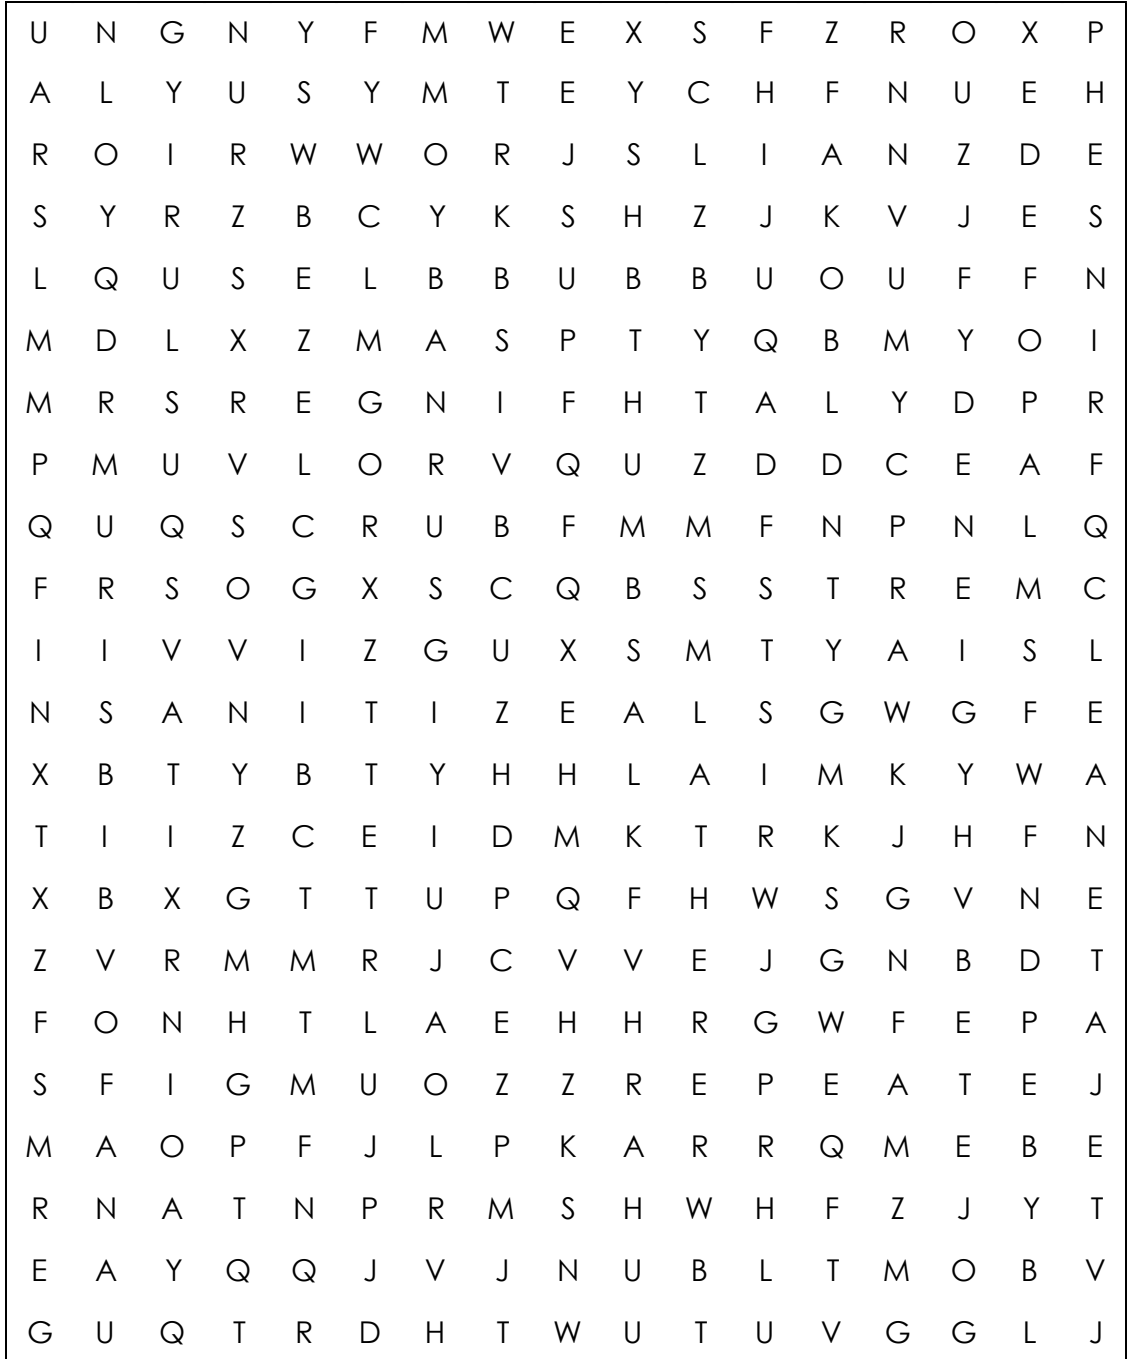 U N G N Y F M W E X S F Z R O X P
A L Y U S Y M T E Y C H F N U E H
R O I R W W O R J S L I A N Z D E
S Y R Z B C Y K S H Z J K V J E S
L Q U S E L B B U B B U O U F F N
M D L X Z M A S P T Y Q B M Y O I
M R S R E G N I F H T A L Y D P R
P M U V L O R V Q U Z D D C E A F
Q U Q S C R U B F M M F N P N L Q
F R S O G X S C Q B S S T R E M C
I I V V I Z G U X S M T Y A I S L
N S A N I T I Z E A L S G W G F E
X B T Y B T Y H H L A I M K Y W A
T I I Z C E I D M K T R K J H F N
X B X G T T U P Q F H W S G V N E
Z V R M M R J C V V E J G N B D T
F O N H T L A E H H R G W F E P A
S F I G M U O Z Z R E P E A T E J
M A O P F J L P K A R R Q M E B E
R N A T N P R M S H W H F Z J Y T
E A Y Q Q J V J N U B L T M O B V
G U Q T R D H T W U T U V G G L J